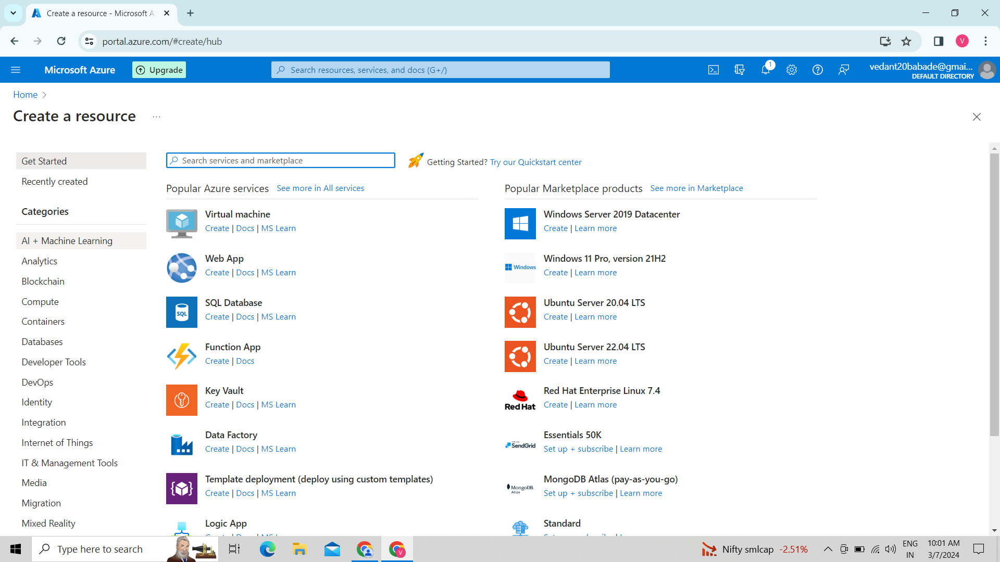 Create a resource - Microsoft A
portal.azure.com/#create/hub
V
Microsoft Azure
Upgrade
Search resources, services, and docs (G+/)
1
vedant20babade@gmai...
DEFAULT DIRECTORY
Home
Create a resource
...
Get Started
Search services and marketplace
Getting Started? Try our Quickstart center
Recently created
Popular Azure services See more in All services
Popular Marketplace products See more in Marketplace
Categories
AI + Machine Learning
Analytics
Blockchain
Compute
Containers
Databases
Developer Tools
DevOps
Identity
Integration
Internet of Things
IT & Management Tools
Media
Migration
Mixed Reality
Virtual machine
Create | Docs | MS Learn
Web App
Create | Docs | MS Learn
SQL
SQL Database
Create | Docs | MS Learn
Function App
Create | Docs
Key Vault
Create | Docs | MS Learn
Data Factory
Create | Docs | MS Learn
Template deployment (deploy using custom templates)
Create | Docs | MS Learn
Logic App
Windows Server 2019 Datacenter
Create | Learn more
Windows
Windows 11 Pro, version 21H2
Create | Learn more
Ubuntu Server 20.04 LTS
Create | Learn more
Ubuntu Server 22.04 LTS
Create | Learn more
Red Hat
Red Hat Enterprise Linux 7.4
Create | Learn more
SendGrid
Essentials 50K
Set up + subscribe | Learn more
MongoDB.
Atlas
MongoDB Atlas (pay-as-you-go)
Set up + subscribe | Learn more
Standard
Type here to search
V
Nifty smlcap -2.51%
ENG
IN
10:01 AM
3/7/2024